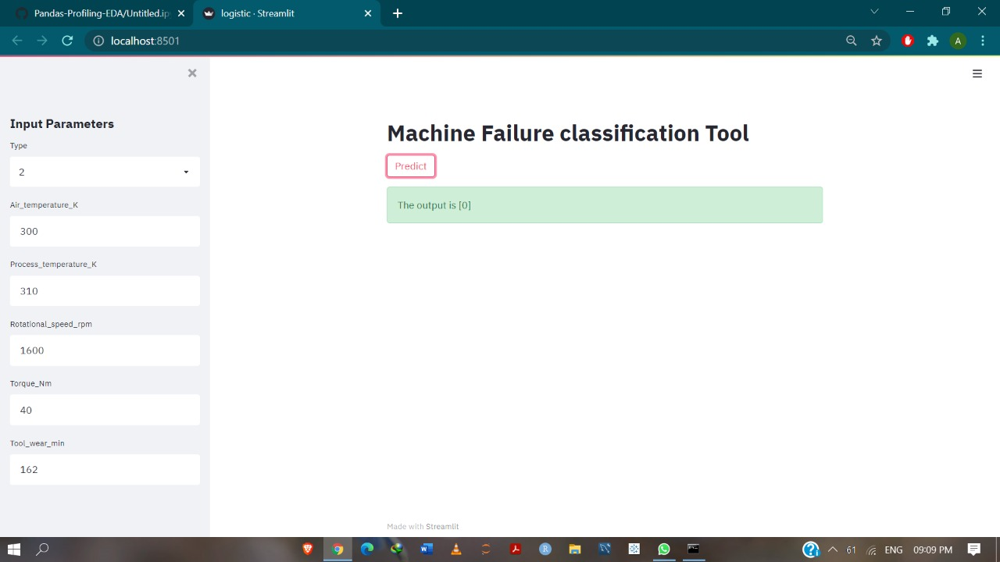 Pandas-Profiling-EDA/Untitled.ip
logistic · Streamlit
localhost:8501
A
Input Parameters
Type
2
Air_temperature_K
300
Process_temperature_K
310
Rotational_speed_rpm
1600
Torque_Nm
40
Tool_wear_min
162
Machine Failure classification Tool
Predict
The output is [0]
Made with Streamlit
61
ENG
09:09 PM